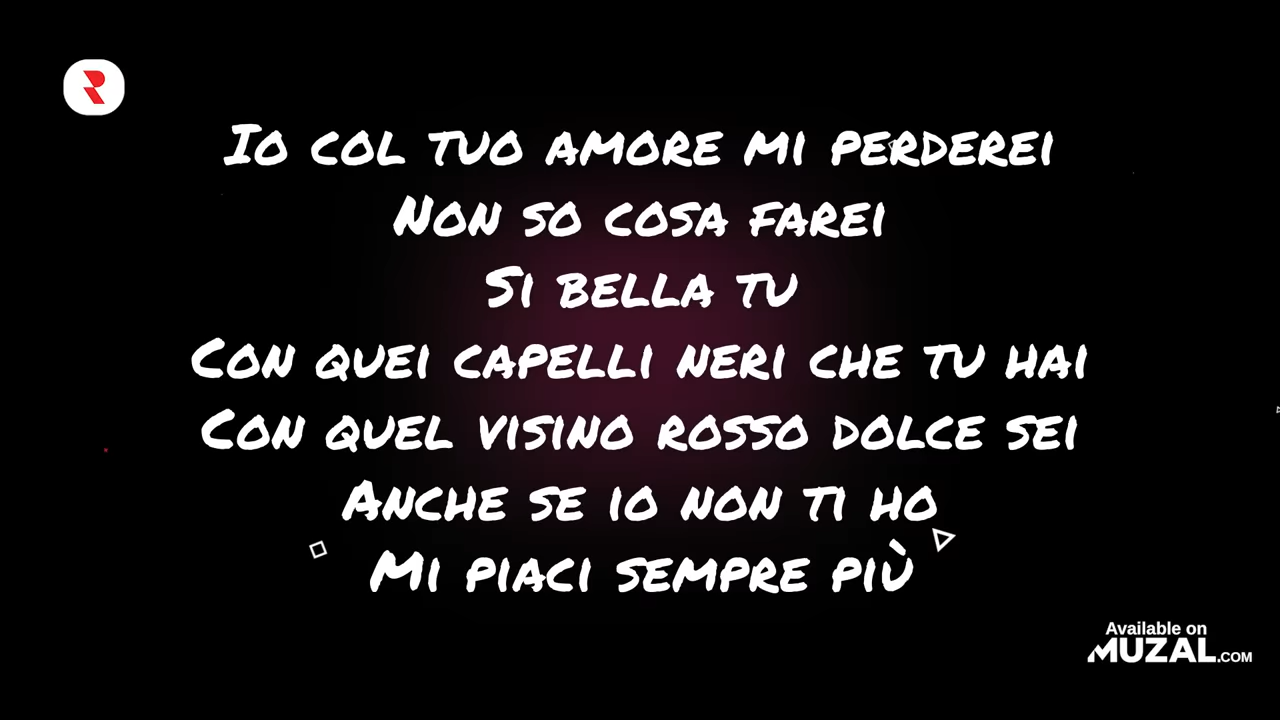 Io col tuo amore mi perderei
Non so cosa farei
Si bella tu
Con quei capelli neri che tu hai
Con quel visino rosso dolce sei
Anche se io non ti ho
Mi piaci sempre più
Available on
MUZAL.COM